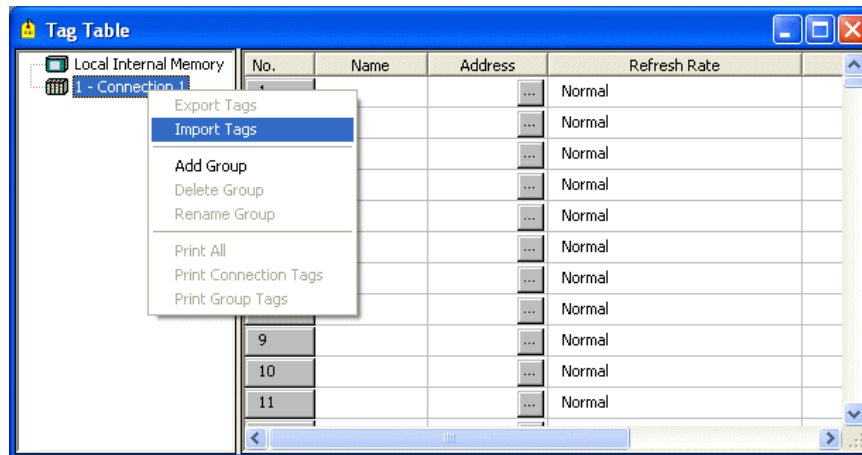 Tag Table
Local Internal Memory
1 - Connection 1
Export Tags
Import Tags
Add Group
Delete Group
Rename Group
Print All
Print Connection Tags
Print Group Tags
No. Name Address Refresh Rate
... Normal
... Normal
... Normal
... Normal
... Normal
... Normal
... Normal
... Normal
9 ... Normal
10 ... Normal
11 ... Normal